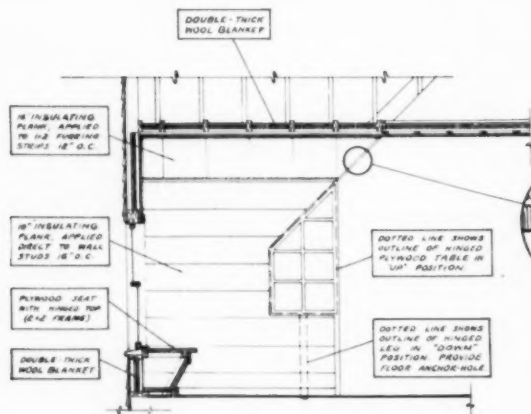 DOUBLE-THICK
WOOL BLANKET
16" INSULATING
PLANK, APPLIED
TO 1×2 FURRING
STRIPS 12" O.C.
10" INSULATING
PLANK, APPLIED
DIRECT TO WALL
STUDS 16" O.C.
PLYWOOD SEAT
WITH HINGED TOP
(2×2 FRAME)
DOUBLE-THICK
WOOL BLANKET
DOTTED LINE SHOWS
OUTLINE OF HINGED
PLYWOOD TABLE IN
"UP" POSITION.
DOTTED LINE SHOWS
OUTLINE OF HINGED
LEG IN "DOWN"
POSITION. PROVIDE
FLOOR ANCHOR-HOLE.